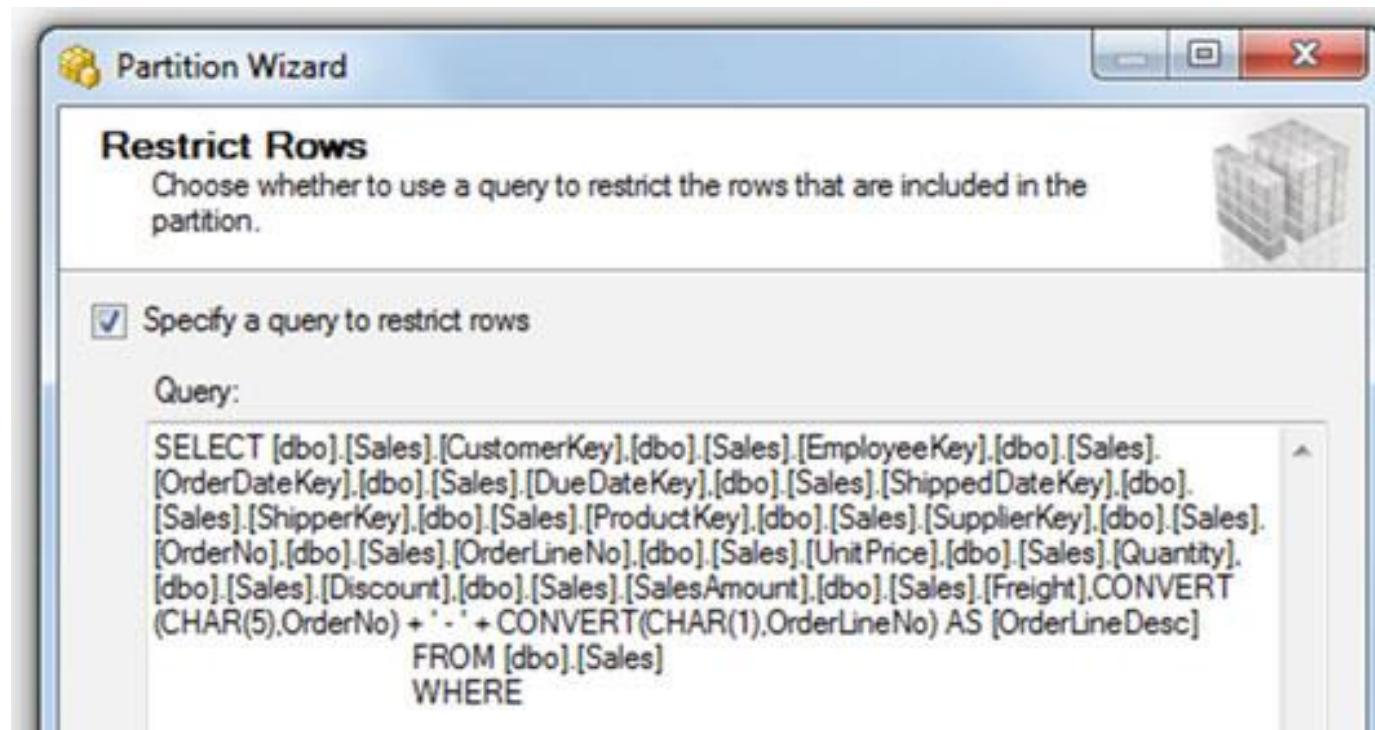 Partition Wizard
Restrict Rows
Choose whether to use a query to restrict the rows that are included in the
partition.
Specify a query to restrict rows
Query:
SELECT [dbo].[Sales].[CustomerKey],[dbo].[Sales].[EmployeeKey],[dbo].[Sales].
[OrderDateKey],[dbo].[Sales].[DueDateKey],[dbo].[Sales].[ShippedDateKey],[dbo].
[Sales].[ShipperKey],[dbo].[Sales].[ProductKey],[dbo].[Sales].[SupplierKey],[dbo].[Sales].
[OrderNo],[dbo].[Sales].[OrderLineNo],[dbo].[Sales].[UnitPrice],[dbo].[Sales].[Quantity],
[dbo].[Sales].[Discount],[dbo].[Sales].[SalesAmount],[dbo].[Sales].[Freight],CONVERT
(CHAR(5),OrderNo) + ' - ' + CONVERT(CHAR(1),OrderLineNo) AS [OrderLineDesc]
FROM [dbo].[Sales]
WHERE